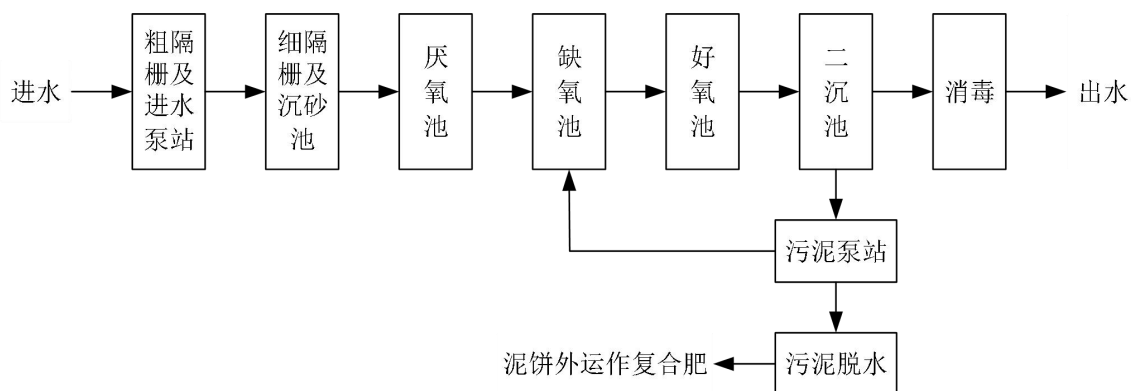 进水
粗隔
栅及
进水
泵站
细隔
栅及
沉砂
池
厌
氧
池
缺
氧
池
好
氧
池
二
沉
池
消毒
出水
污泥泵站
污泥脱水
泥饼外运作复合肥